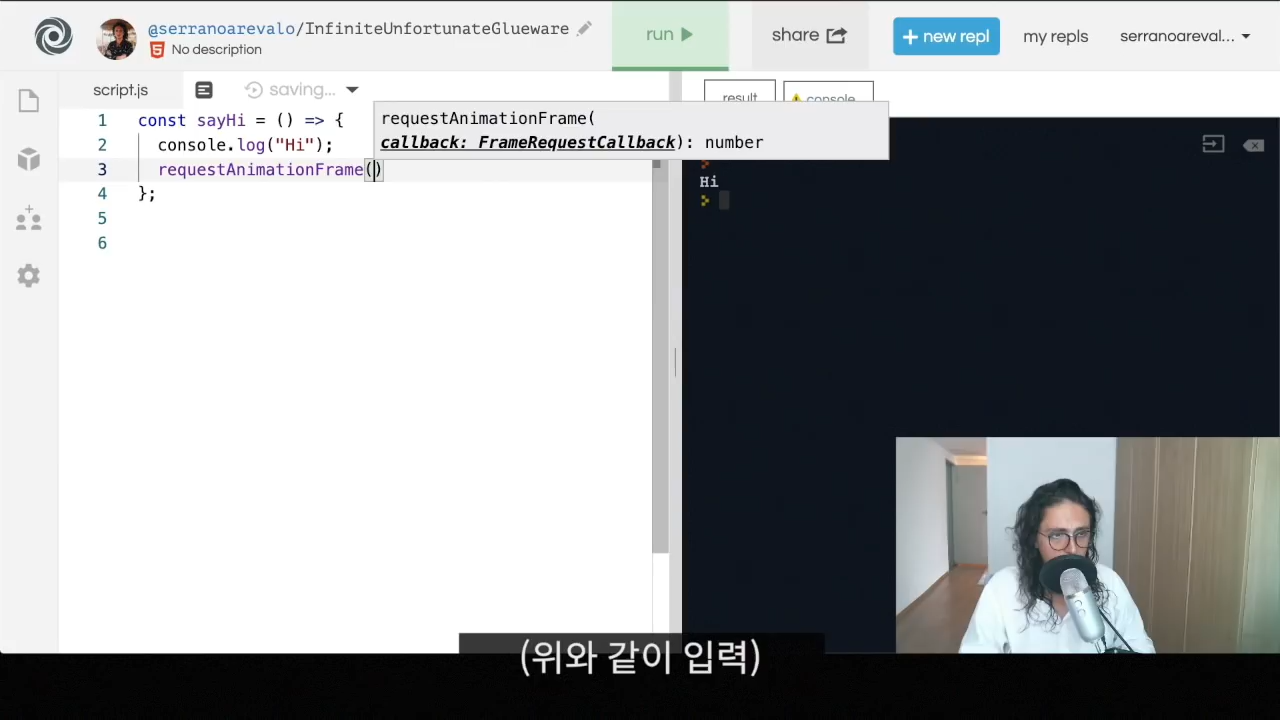 @serranoarevalo/InfiniteUnfortunateGlueware
No description
run
share
+ new repl
my repls
serranoareval...
script.js
saving...
result
console
requestAnimationFrame(
callback: FrameRequestCallback): number
1 const sayHi = () => {
2 console.log("Hi");
3 requestAnimationFrame()
4 };
5
6
Hi
(위와 같이 입력)